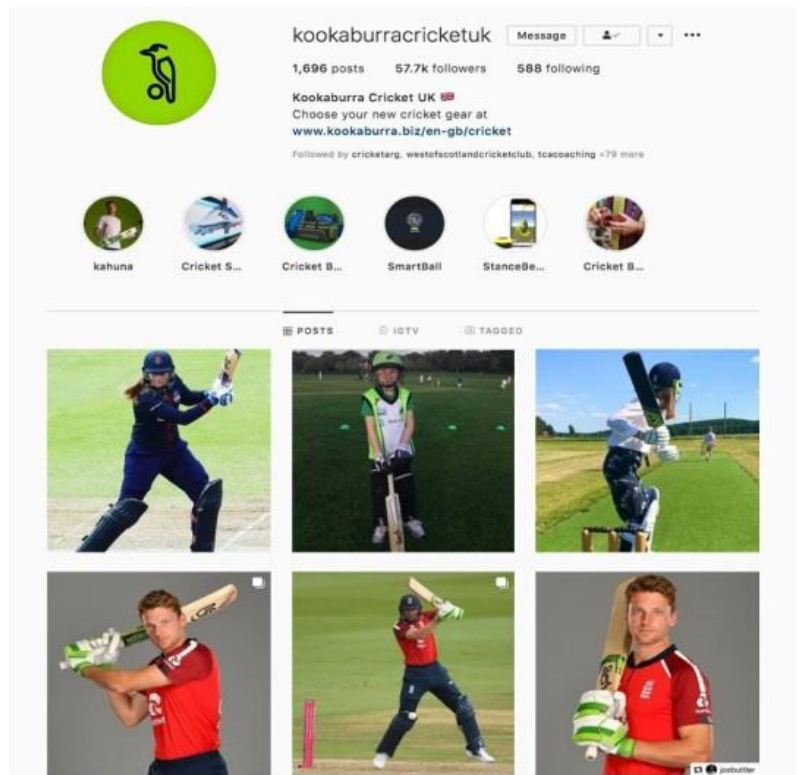 kookaburracricketuk Message
1,696 posts 57.7k followers 588 following
Kookaburra Cricket UK 🇬🇧
Choose your new cricket gear at
www.kookaburra.biz/en-gb/cricket
Followed by cricketarg, westofscotlandcricketclub, tcacoaching +79 more
kahuna Cricket S... Cricket B... SmartBall StanceBe... Cricket B...
POSTS IGTV TAGGED
josbuttler